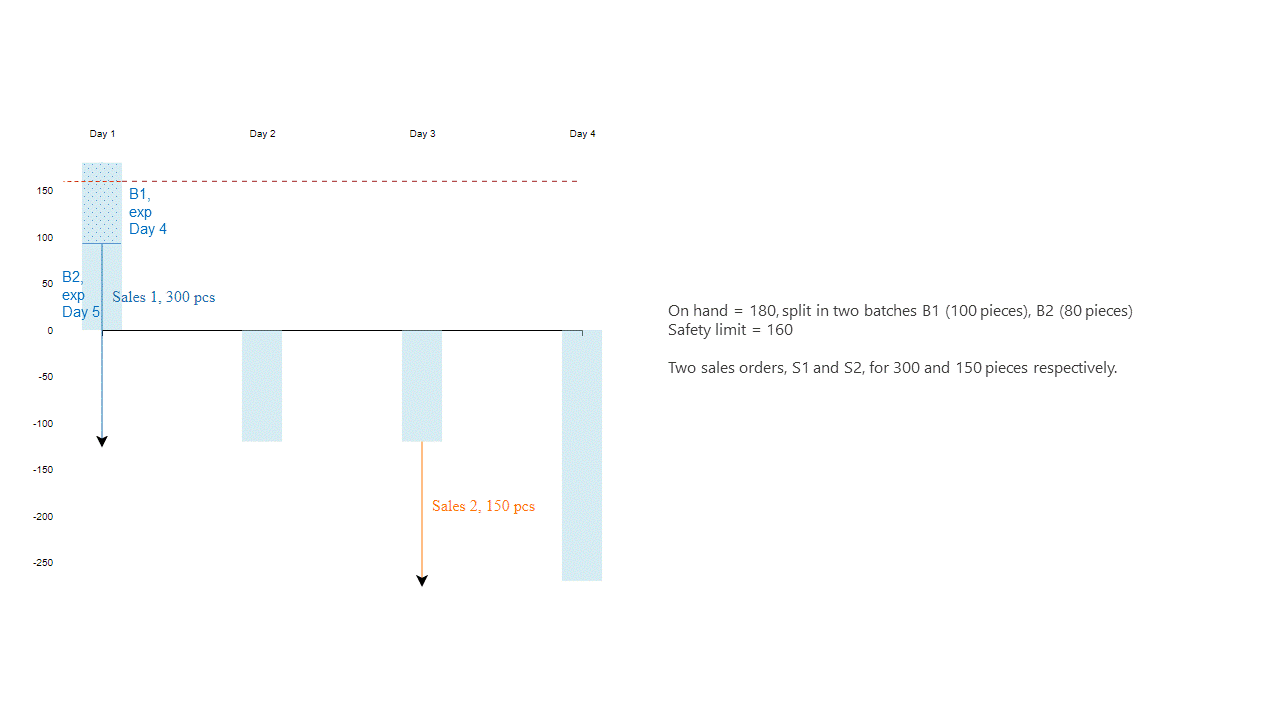 Day 1
Day 2
Day 3
Day 4
150
B1,
exp
Day 4
100
50
B2,
exp
Day 5
Sales 1, 300 pcs
0
-50
-100
-150
-200
-250
Sales 2, 150 pcs
On hand = 180, split in two batches B1 (100 pieces), B2 (80 pieces)
Safety limit = 160
Two sales orders, S1 and S2, for 300 and 150 pieces respectively.